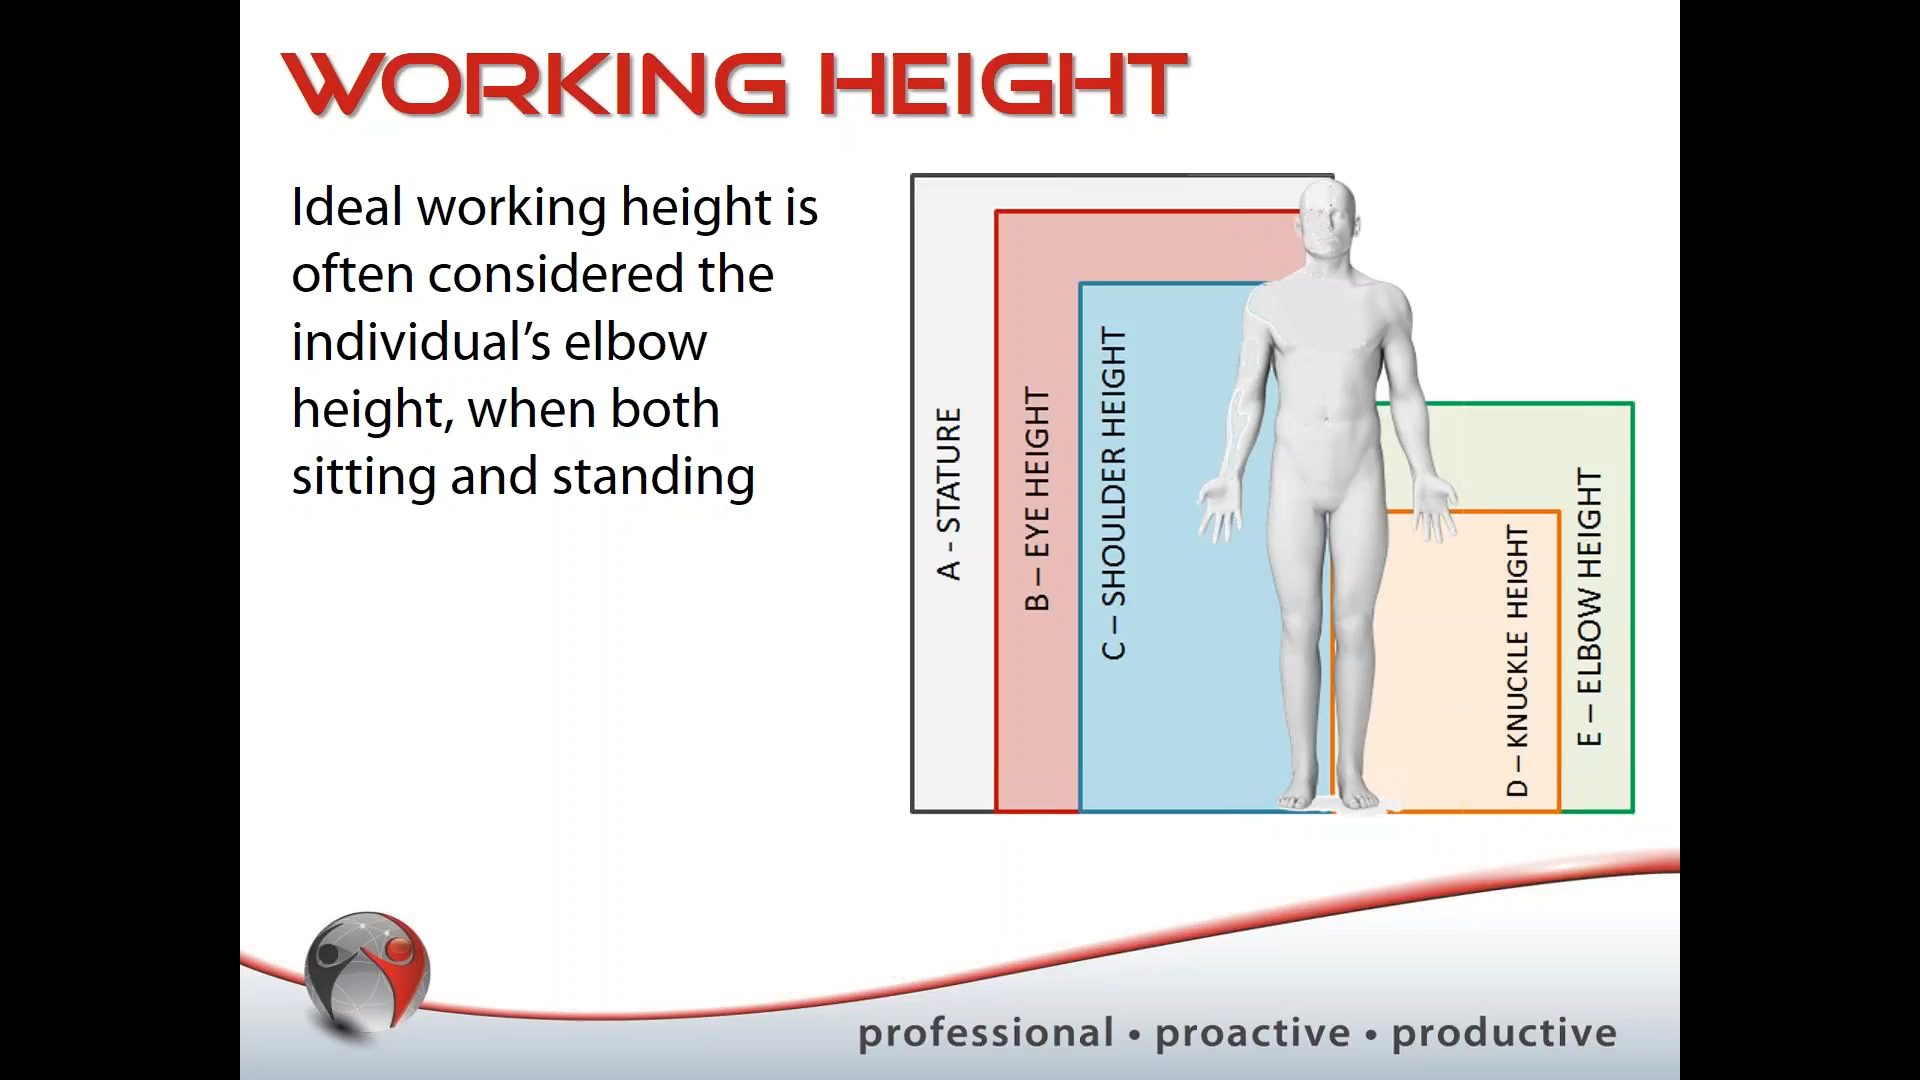 WORKING HEIGHT
Ideal working height is
often considered the
individual’s elbow
height, when both
sitting and standing
A - STATURE
B – EYE HEIGHT
C – SHOULDER HEIGHT
D – KNUCKLE HEIGHT
E – ELBOW HEIGHT
professional • proactive • productive